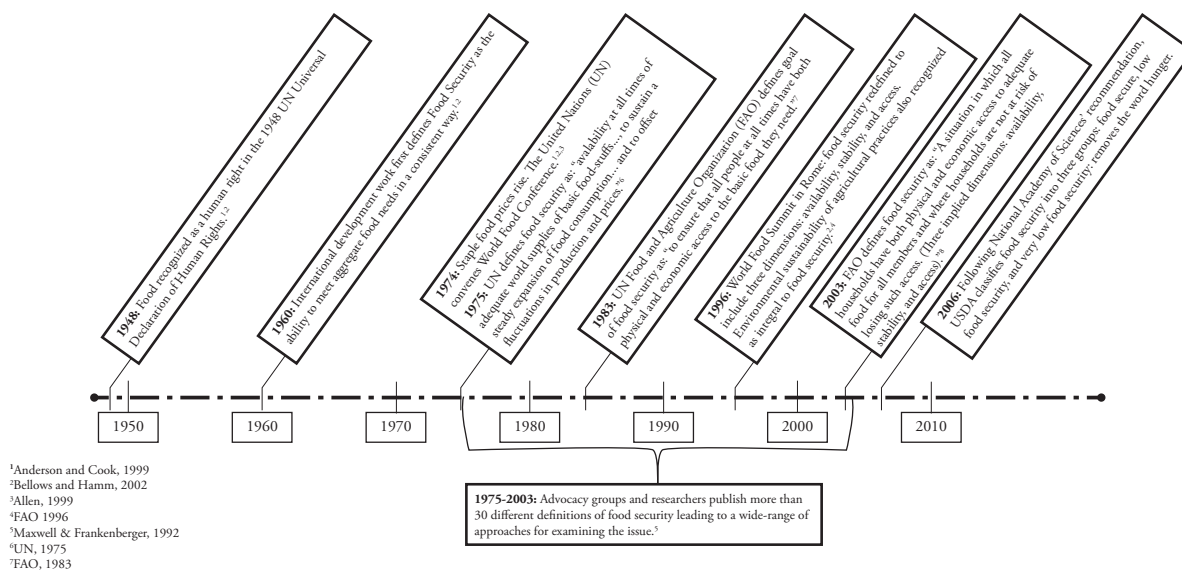 1948: Food recognized as a human right in the 1948 UN Universal
Declaration of Human Rights.1,2
1960: International development work first defines Food Security as the
ability to meet aggregate food needs in a consistent way.1,2
1974: Staple food prices rise. The United Nations (UN)
convenes World Food Conference.1,2,3
1975: UN defines food security as: “availability at all times of
adequate world supplies of basic food-stuffs..., to sustain a
steady expansion of food consumption... and to offset
fluctuations in production and prices.”6
1983: UN Food and Agriculture Organization (FAO) defines goal
of food security as: “to ensure that all people at all times have both
physical and economic access to the basic food they need.”7
1996: World Food Summit in Rome: food security redefined to
include three dimensions: availability, stability, and access.
Environmental sustainability of agricultural practices also recognized
as integral to food security.2,4
2003: FAO defines food security as: “A situation in which all
households have both physical and economic access to adequate
food for all members and where households are not at risk of
losing such access. (Three implied dimensions: availability,
stability, and access).”8
2006: Following National Academy of Sciences’ recommendation,
USDA classifies food security into three groups: food secure, low
food security, and very low food security; removes the word hunger.
1950
1960
1970
1980
1990
2000
2010
1975-2003: Advocacy groups and researchers publish more than
30 different definitions of food security leading to a wide-range of
approaches for examining the issue.5
1Anderson and Cook, 1999
2Bellows and Hamm, 2002
3Allen, 1999
4FAO 1996
5Maxwell & Frankenberger, 1992
6UN, 1975
7FAO, 1983